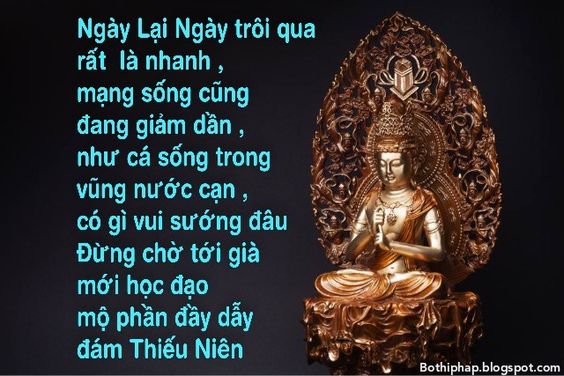 Ngày Lại Ngày trôi qua
rất là nhanh ,
mạng sống cũng
đang giảm dần ,
như cá sống trong
vũng nước cạn ,
có gì vui sướng đâu
Đừng chờ tới già
mới học đạo
mộ phần đầy dẫy
đám Thiếu Niên
Bothiphap.blogspot.com